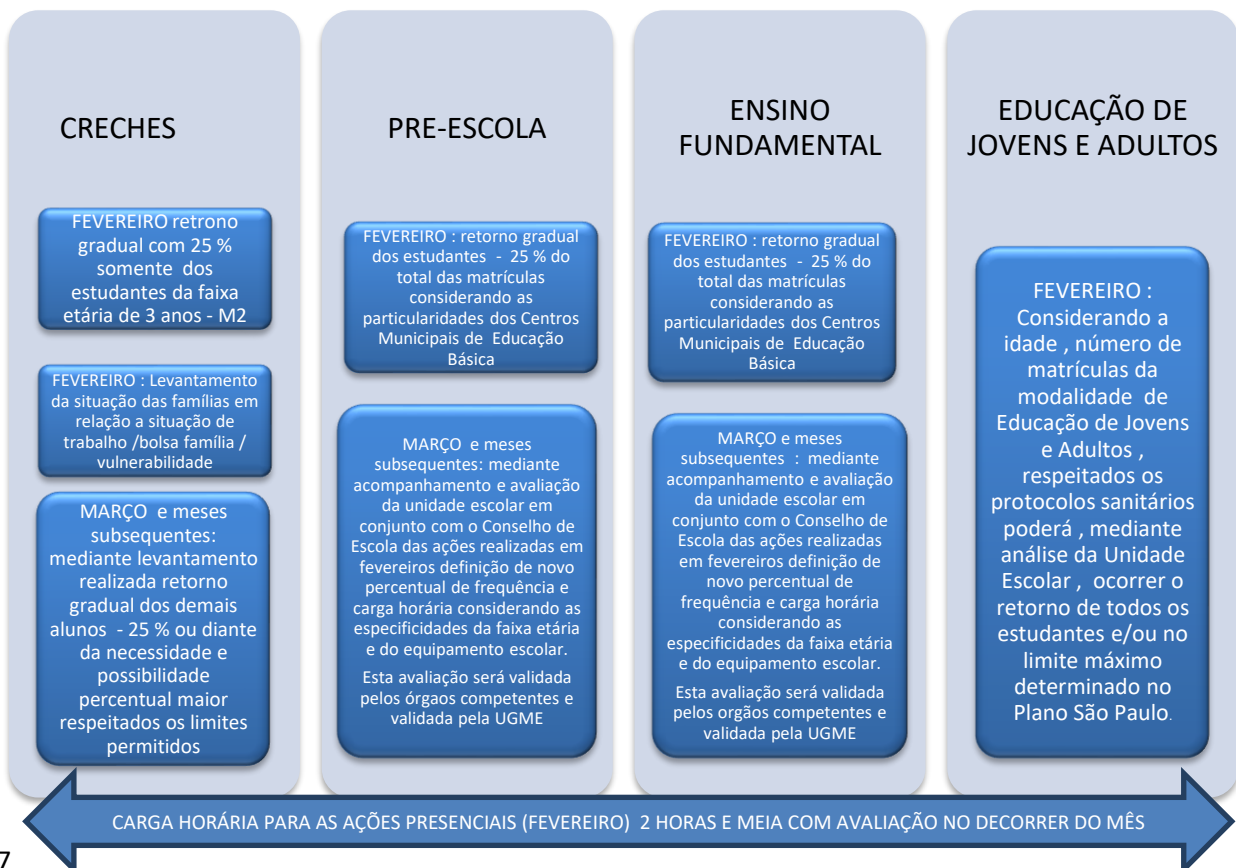 CRECHES
FEVEREIRO retrono
gradual com 25 %
somente dos
estudantes da faixa
etária de 3 anos - M2
FEVEREIRO : Levantamento
da situação das famílias em
relação a situação de
trabalho /bolsa família /
vulnerabilidade
MARÇO e meses
subsequentes:
mediante levantamento
realizada retorno
gradual dos demais
alunos - 25 % ou diante
da necessidade e
possibilidade
percentual maior
respeitados os limites
permitidos
PRE-ESCOLA
FEVEREIRO : retorno gradual
dos estudantes - 25 % do
total das matrículas
considerando as
particularidades dos Centros
Municipais de Educação
Básica
MARÇO e meses
subsequentes: mediante
acompanhamento e avaliação
da unidade escolar em
conjunto com o Conselho de
Escola das ações realizadas em
fevereiros definição de novo
percentual de frequência e
carga horária considerando as
especificidades da faixa etária
e do equipamento escolar.
Esta avaliação será validada
pelos órgaos competentes e
validada pela UGME
ENSINO
FUNDAMENTAL
FEVEREIRO : retorno gradual
dos estudantes - 25 % do
total das matrículas
considerando as
particularidades dos Centros
Municipais de Educação
Básica
MARÇO e meses
subsequentes : mediante
acompanhamento e avaliação
da unidade escolar em
conjunto com o Conselho de
Escola das ações realizadas
em fevereiros definição de
novo percentual de
frequência e carga horária
considerando as
especificidades da faixa etária
e do equipamento escolar.
Esta avaliação será validada
pelos orgãos competentes e
validada pela UGME
EDUCAÇÃO DE
JOVENS E ADULTOS
FEVEREIRO :
Considerando a
idade , número de
matrículas da
modalidade de
Educação de Jovens
e Adultos ,
respeitados os
protocolos sanitários
poderá , mediante
análise da Unidade
Escolar , ocorrer o
retorno de todos os
estudantes e/ou no
limite máximo
determinado no
Plano São Paulo.
CARGA HORÁRIA PARA AS AÇÕES PRESENCIAIS (FEVEREIRO) 2 HORAS E MEIA COM AVALIAÇÃO NO DECORRER DO MÊS
7